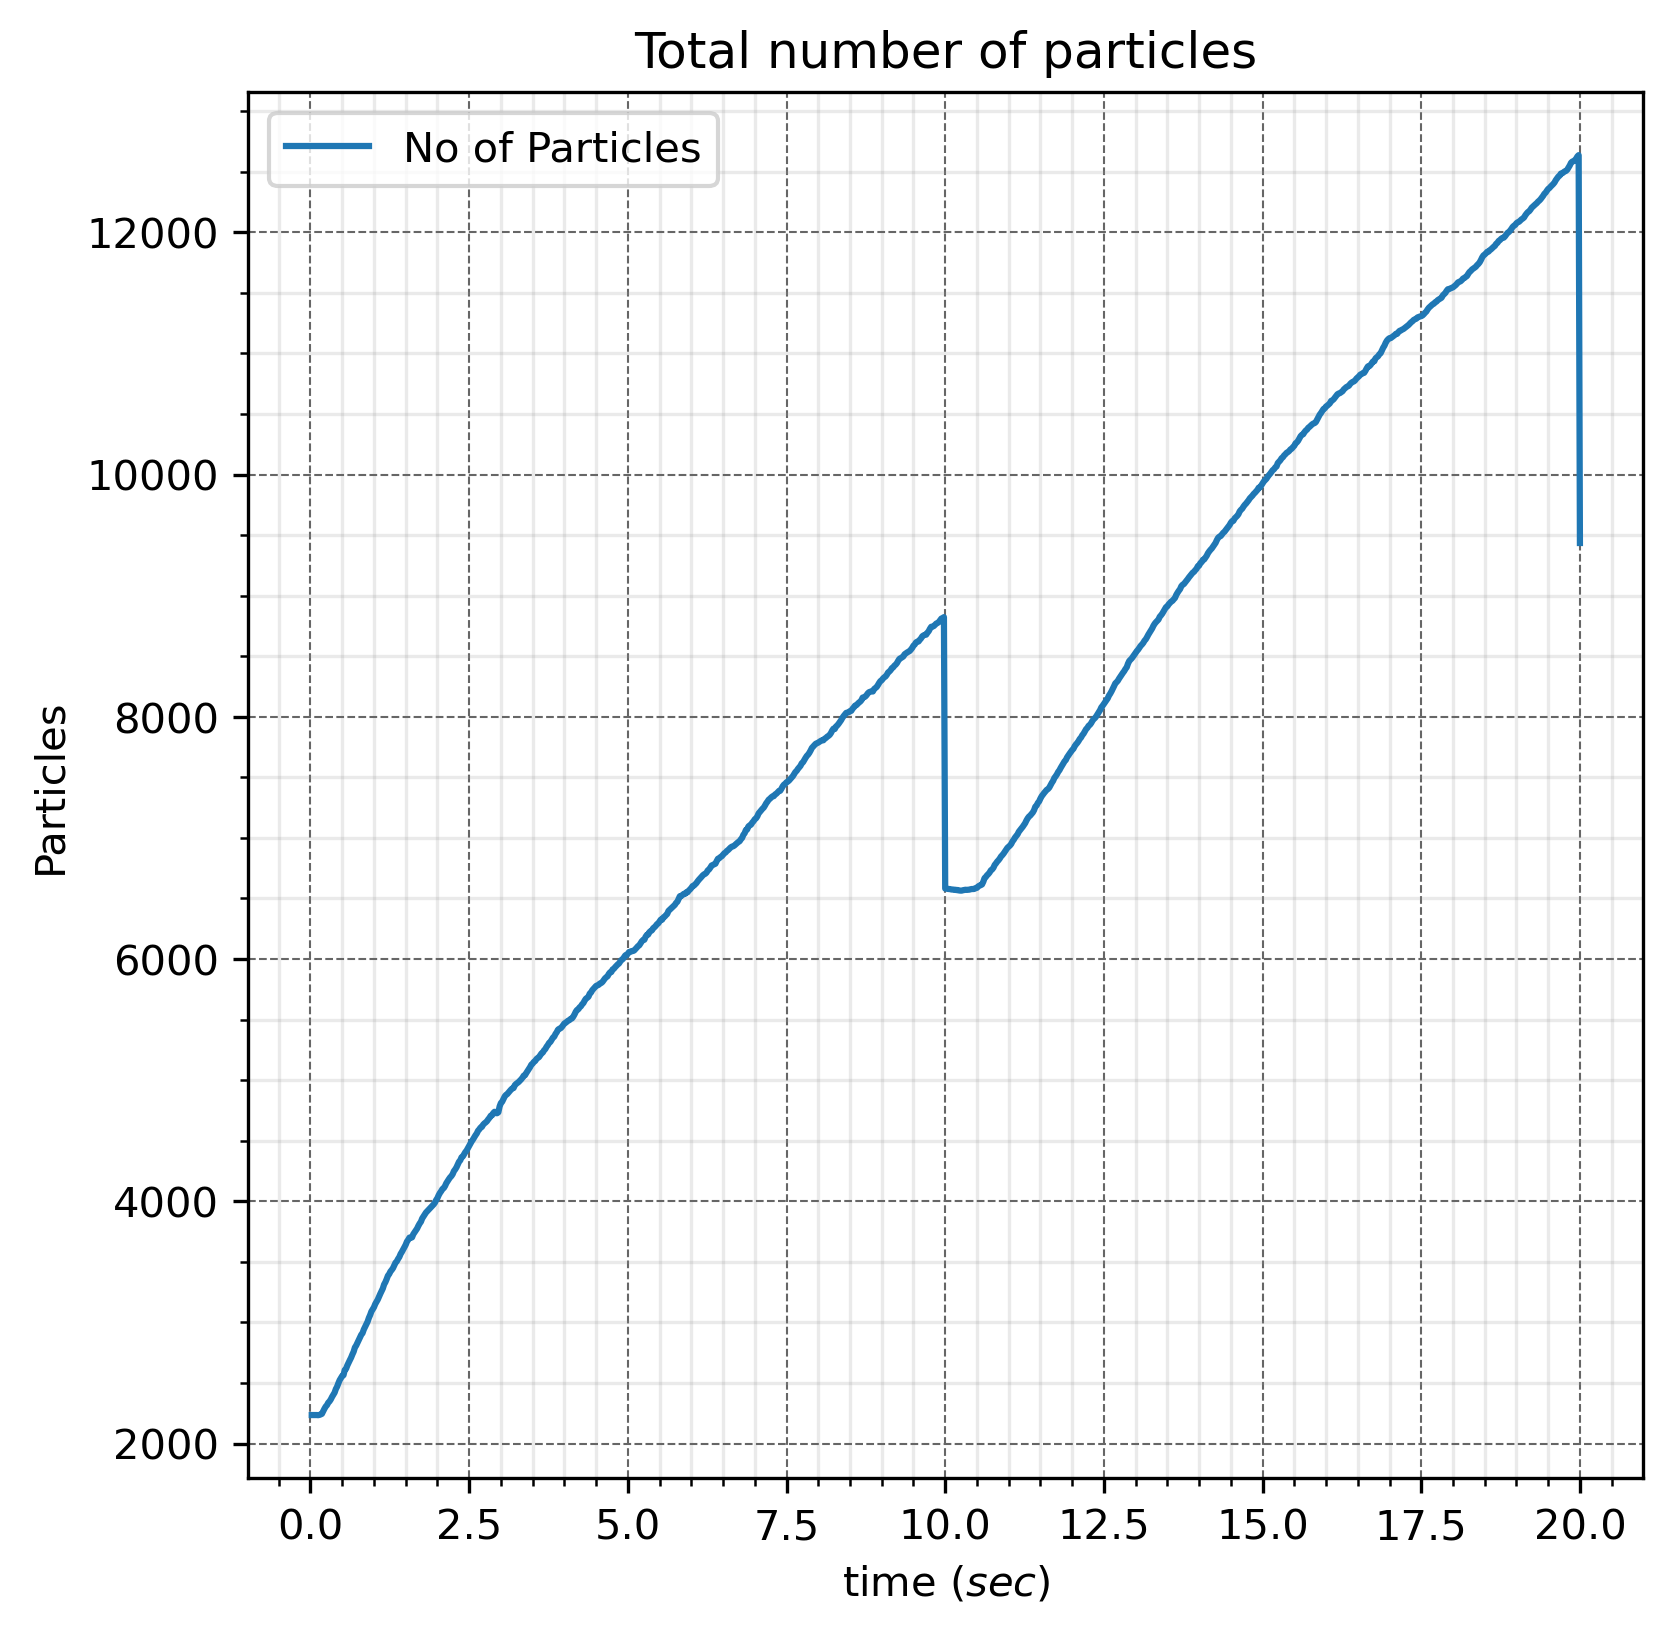 Total number of particles
No of Particles
12000
10000
8000
6000
4000
2000
Particles
0.0 2.5 5.0 7.5 10.0 12.5 15.0 17.5 20.0
time (sec)